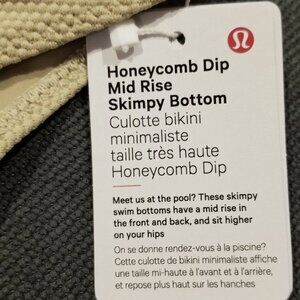 Honeycomb Dip
Mid Rise
Skimpy Bottom
Culotte bikini
minimaliste
taille très haute
Honeycomb Dip
Meet us at the pool? These skimpy
swim bottoms have a mid rise in
the front and back, and sit higher
on your hips
On se donne rendez-vous à la piscine?
Cette culotte de bikini minimaliste affiche
une taille mi-haute à l'avant et à l'arrière,
et repose plus haut sur les hanches